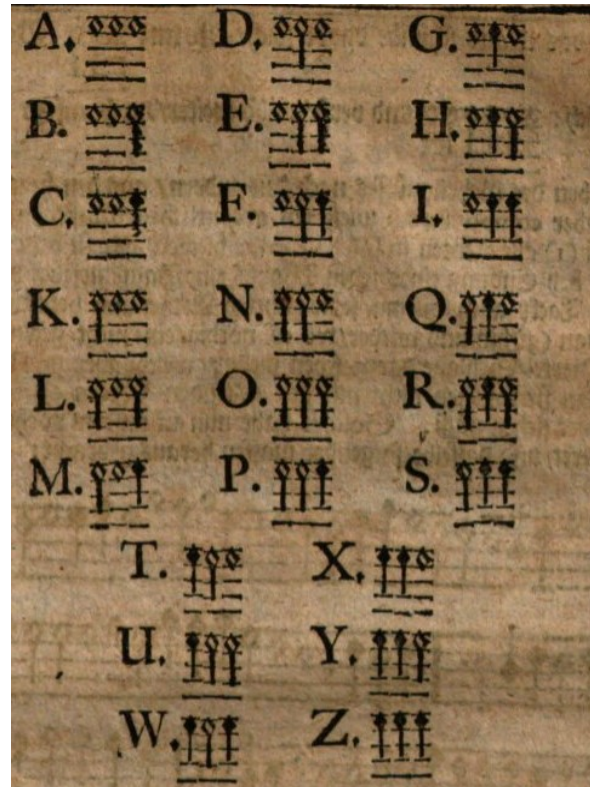 A. D. G.
B. E. H.
C. F. I.
K. N. Q.
L. O. R.
M. P. S.
T. X.
U. Y.
W. Z.